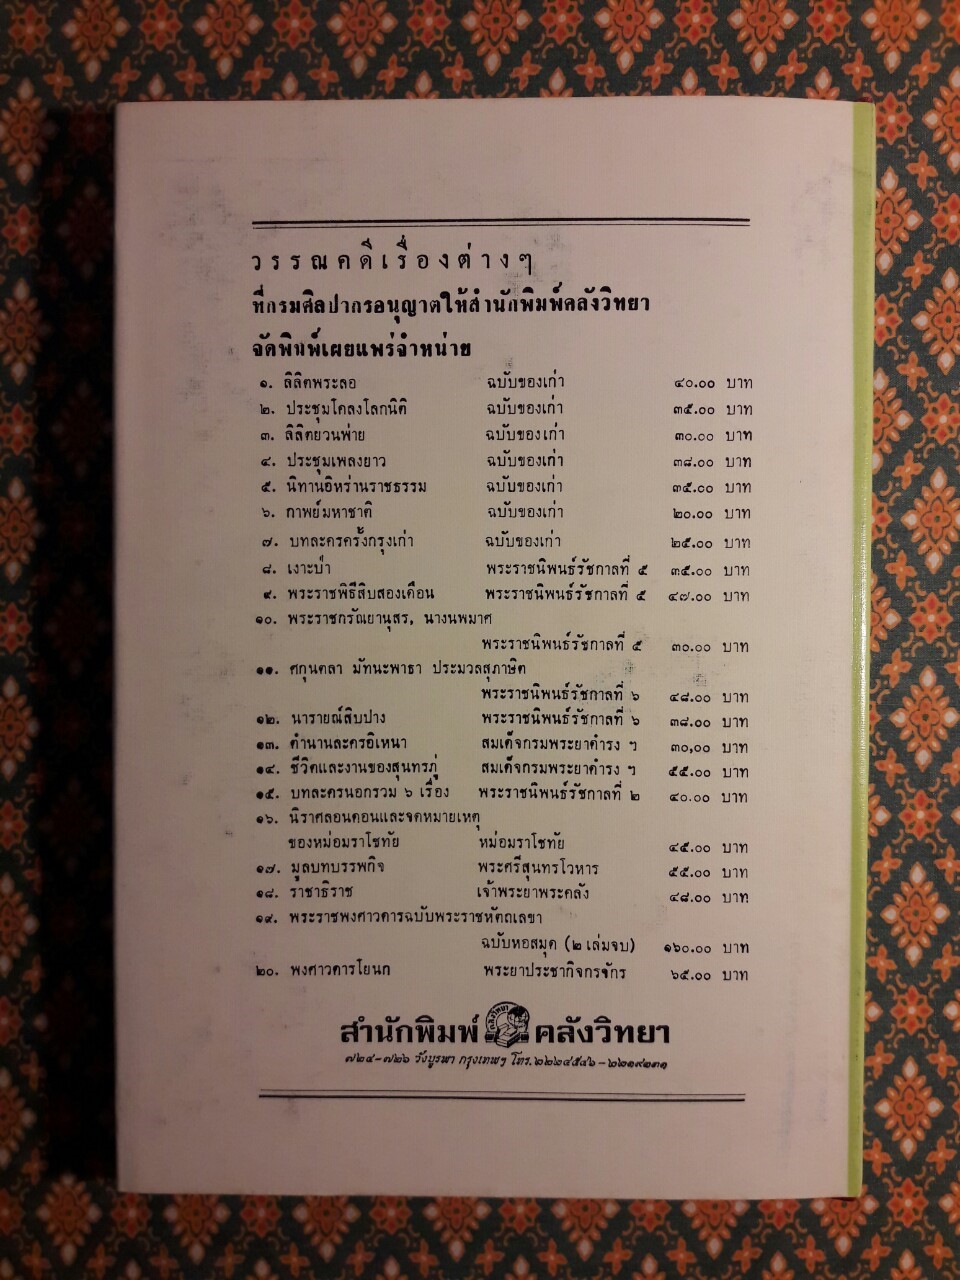 วรรณคดีเรื่องต่างๆ
ที่กรมศิลปากรอนุญาตให้สำนักพิมพ์คลังวิทยา
จัดพิมพ์เผยแพร่จำหน่าย
๑. ลิลิตพระลอ ฉบับของเก่า ๔๐.๐๐ บาท
๒. ประชุมโคลงโลกนิติ ฉบับของเก่า ๓๕.๐๐ บาท
๓. ลิลิตยวนพ่าย ฉบับของเก่า ๓๐.๐๐ บาท
๔. ประชุมเพลงยาว ฉบับของเก่า ๓๘.๐๐ บาท
๕. นิทานอิหร่านราชธรรม ฉบับของเก่า ๓๕.๐๐ บาท
๖. กาพย์มหาชาติ ฉบับของเก่า ๒๐.๐๐ บาท
๗. บทละครครั้งกรุงเก่า ฉบับของเก่า ๒๕.๐๐ บาท
๘. เงาะป่า พระราชนิพนธ์รัชกาลที่ ๕ ๓๕.๐๐ บาท
๙. พระราชพิธีสิบสองเดือน พระราชนิพนธ์รัชกาลที่ ๕ ๔๗.๐๐ บาท
๑๐. พระราชกรัณยานุสร, นางนพมาศ
พระราชนิพนธ์รัชกาลที่ ๕ ๓๐.๐๐ บาท
๑๑. ศกุนตลา มัทนะพาธา ประมวลสุภาษิต
พระราชนิพนธ์รัชกาลที่ ๖ ๔๘.๐๐ บาท
๑๒. นารายณ์สิบปาง พระราชนิพนธ์รัชกาลที่ ๖ ๓๘.๐๐ บาท
๑๓. ตำนานละครอิเหนา สมเด็จกรมพระยาดำรง ฯ ๓๐,๐๐ บาท
๑๔. ชีวิตและงานของสุนทรภู่ สมเด็จกรมพระยาดำรง ฯ ๕๕.๐๐ บาท
๑๕. บทละครนอกรวม ๖ เรื่อง พระราชนิพนธ์รัชกาลที่ ๒ ๔๐.๐๐ บาท
๑๖. นิราศลอนดอนและจดหมายเหตุ
ของหม่อมราโชทัย หม่อมราโชทัย ๔๕.๐๐ บาท
๑๗. มูลบทบรรพกิจ พระศรีสุนทรโวหาร ๕๕.๐๐ บาท
๑๘. ราชาธิราช เจ้าพระยาพระคลัง ๔๘.๐๐ บาท
๑๙. พระราชพงศาวดารฉบับพระราชหัตถเลขา
ฉบับหอสมุด (๒ เล่มจบ) ๑๖๐.๐๐ บาท
๒๐. พงศาวดารโยนก พระยาประชากิจกรจักร ๖๕.๐๐ บาท
สำนักพิมพ์ คลังวิทยา คลังวิทยา
๗๒๔-๗๒๖ วังบูรพา กรุงเทพฯ โทร. ๒๒๒๔๕๔๖-๒๒๑๙๑๓๑